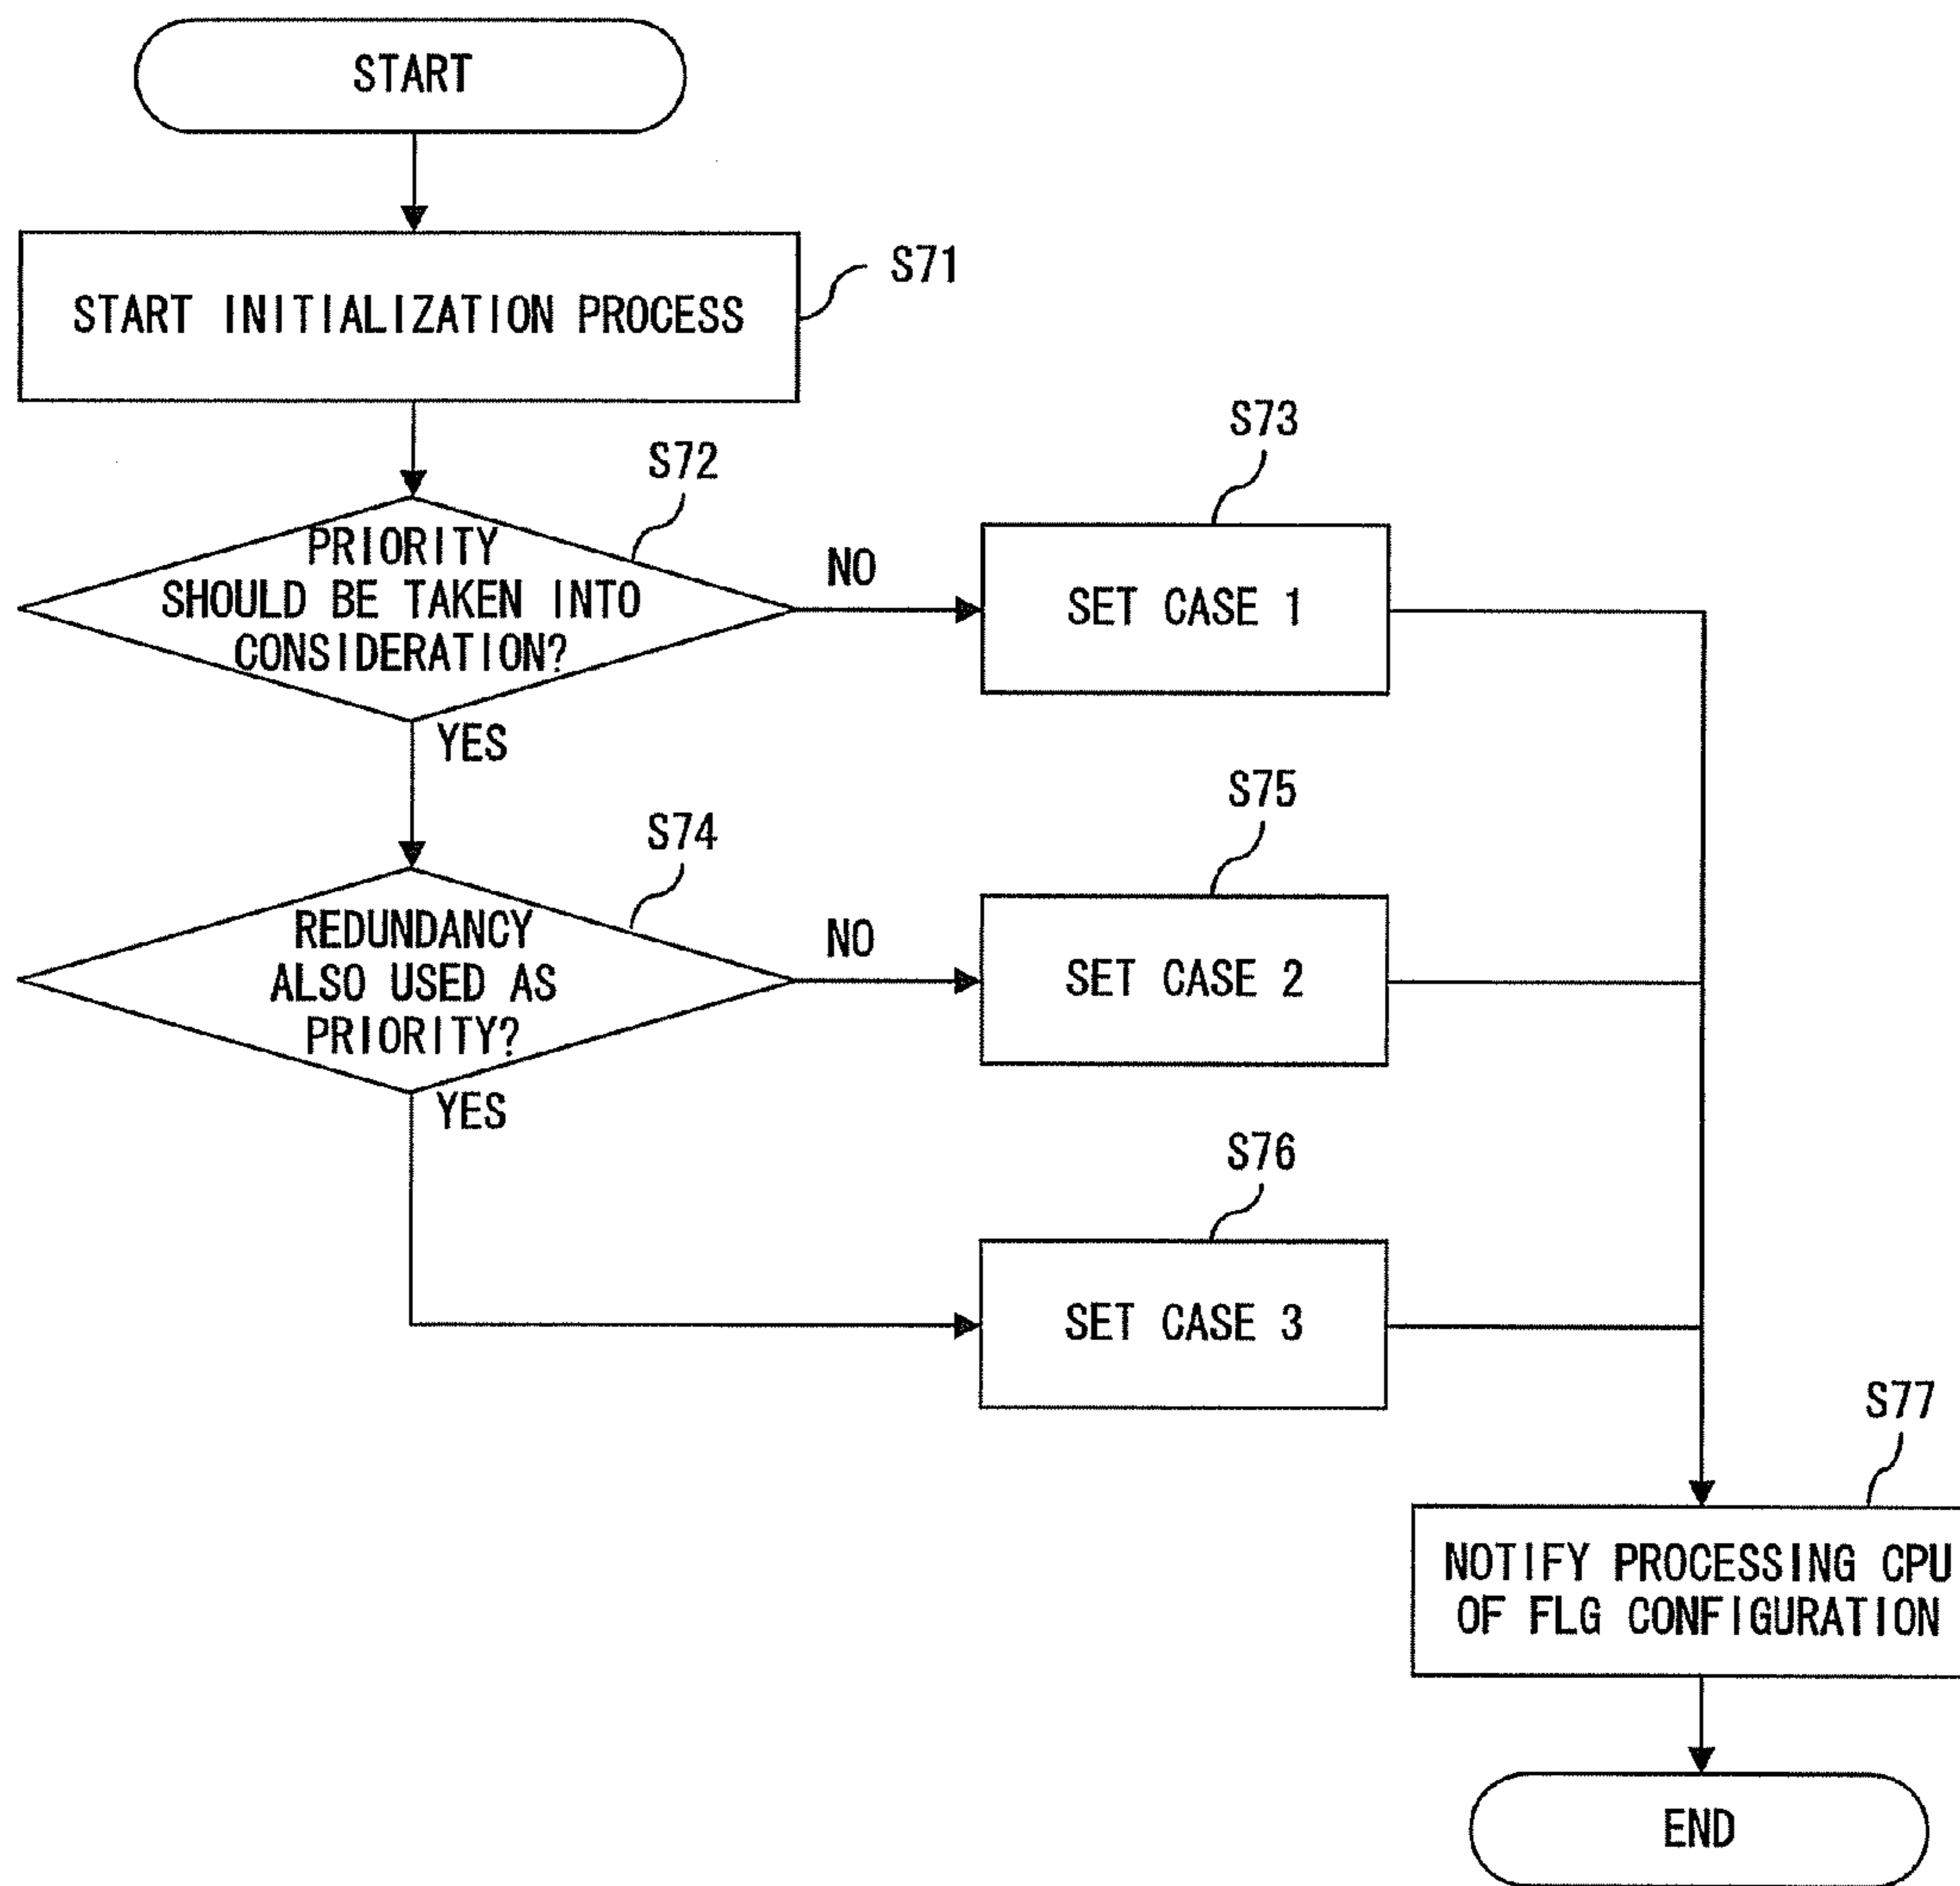 START
START INITIALIZATION PROCESS
S71
S72
PRIORITY
SHOULD BE TAKEN INTO
CONSIDERATION?
NO
YES
S73
SET CASE 1
S74
REDUNDANCY
ALSO USED AS
PRIORITY?
NO
YES
S75
SET CASE 2
S76
SET CASE 3
S77
NOTIFY PROCESSING CPU
OF FLG CONFIGURATION
END